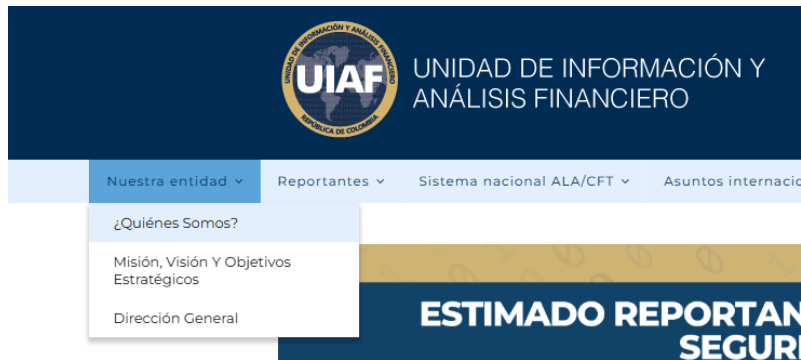 UNIDAD DE INFORMACIÓN Y ANÁLISIS FINANCIERO
UIAF
REPÚBLICA DE COLOMBIA
UNIDAD DE INFORMACIÓN Y
ANÁLISIS FINANCIERO
Nuestra entidad
Reportantes
Sistema nacional ALA/CFT
Asuntos internacio
¿Quiénes Somos?
Misión, Visión Y Objetivos
Estratégicos
Dirección General
ESTIMADO REPORTAN
SEGURI